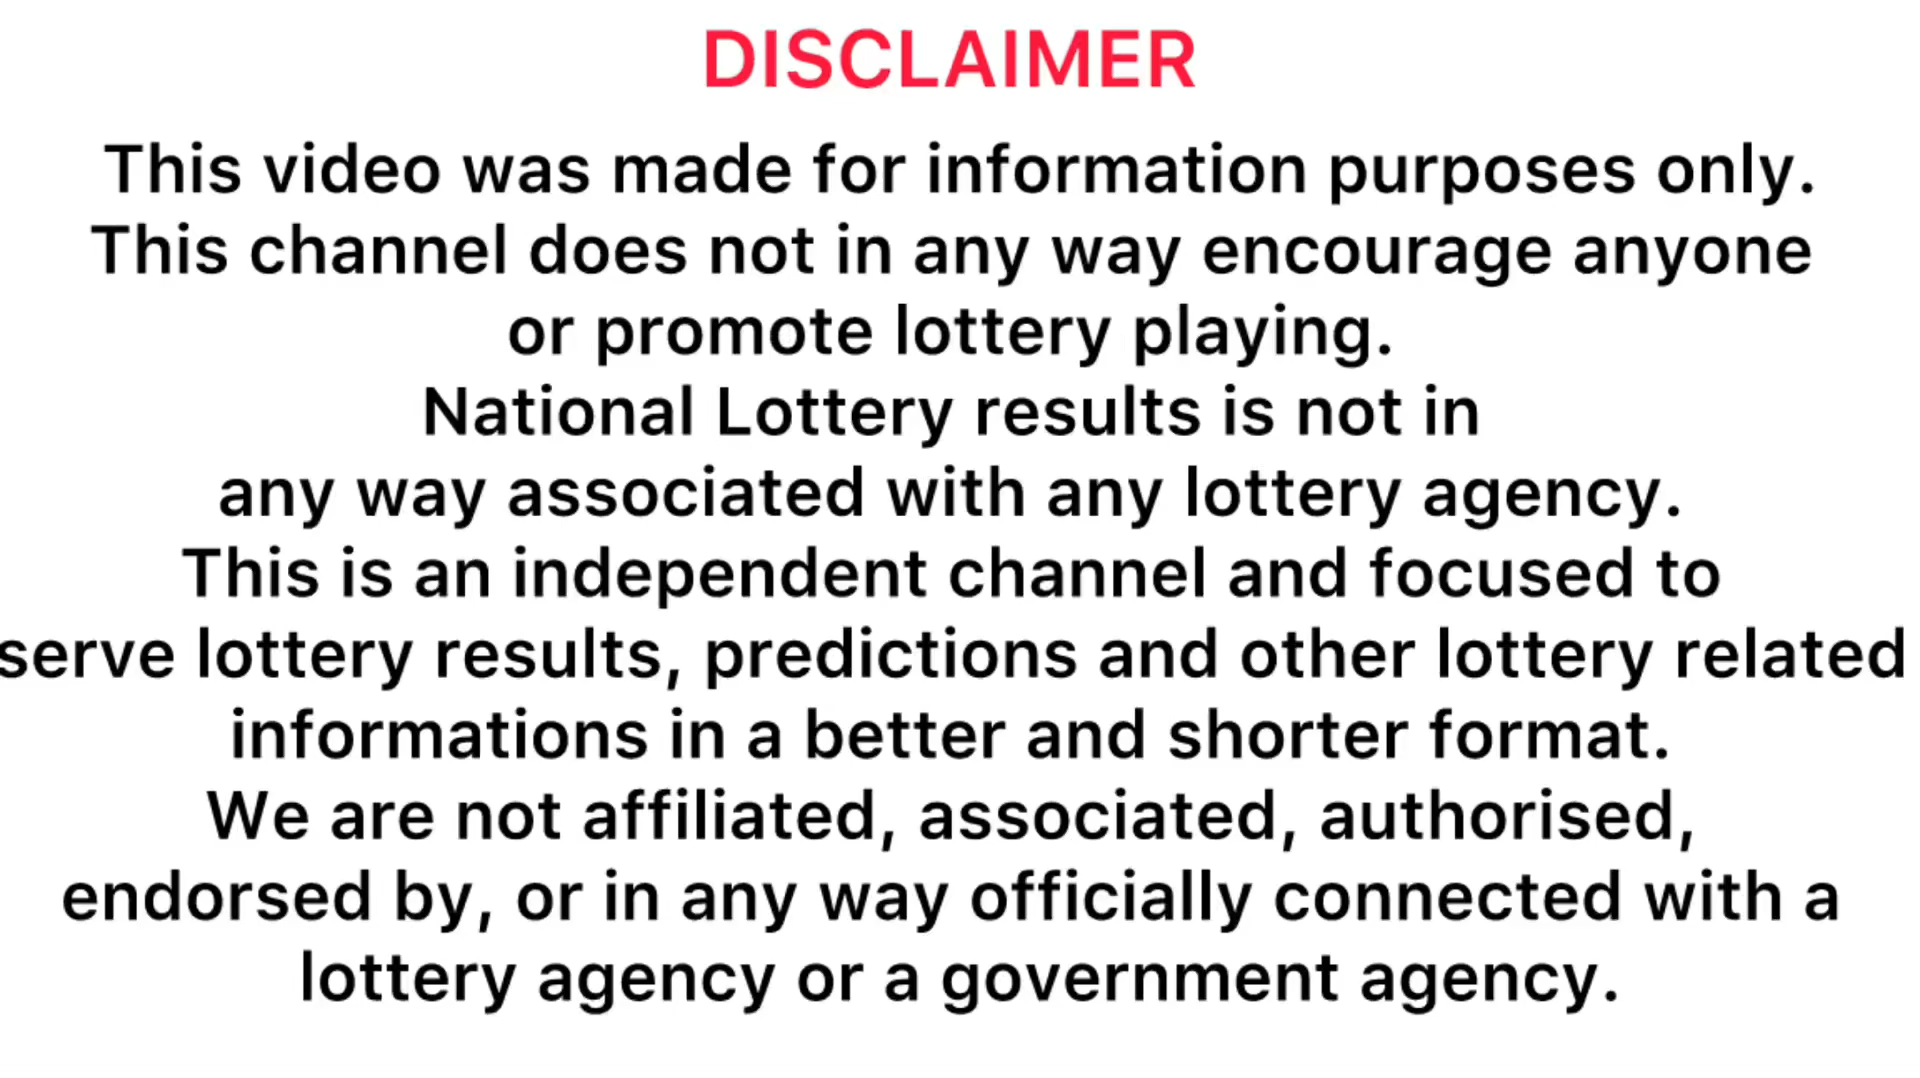 DISCLAIMER
This video was made for information purposes only.
This channel does not in any way encourage anyone
or promote lottery playing.
National Lottery results is not in
any way associated with any lottery agency.
This is an independent channel and focused to
serve lottery results, predictions and other lottery related
informations in a better and shorter format.
We are not affiliated, associated, authorised,
endorsed by, or in any way officially connected with a
lottery agency or a government agency.